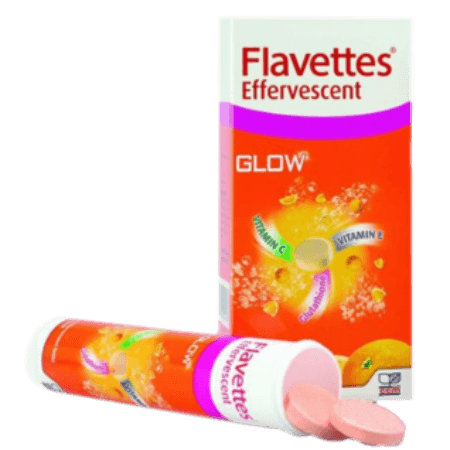 Flavettes®
Effervescent
GLOW
VITAMIN C
VITAMIN E
Glutathione
GLOW
Flavettes
Effervescent